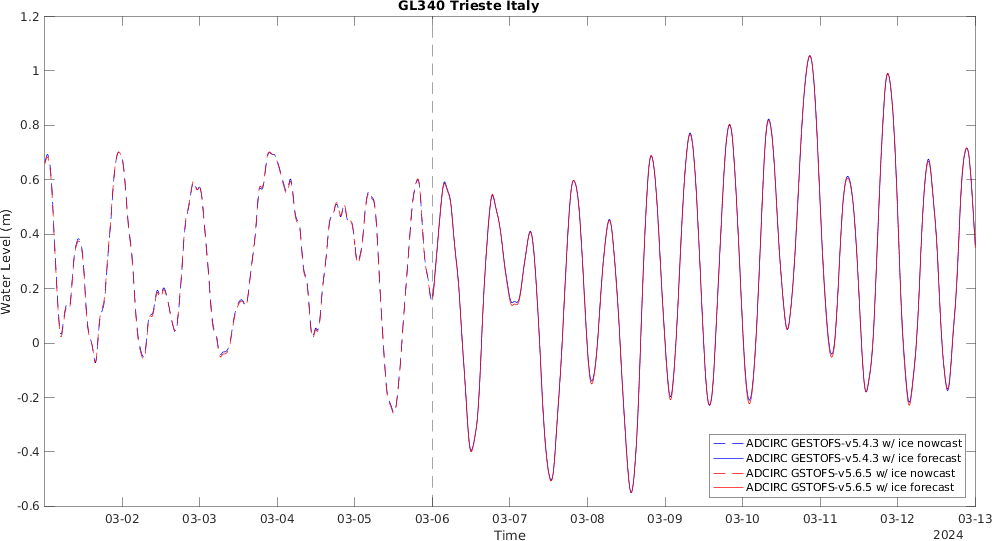 GL340 Trieste Italy
1.2
1
0.8
0.6
0.4
0.2
0
-0.2
-0.4
-0.6
Water Level (m)
ADCIRC GESTOFS-v5.4.3 w/ ice nowcast
ADCIRC GESTOFS-v5.4.3 w/ ice forecast
ADCIRC GSTOFS-v5.6.5 w/ ice nowcast
ADCIRC GSTOFS-v5.6.5 w/ ice forecast
03-02 03-03 03-04 03-05 03-06 03-07 03-08 03-09 03-10 03-11 03-12 03-13
Time
2024